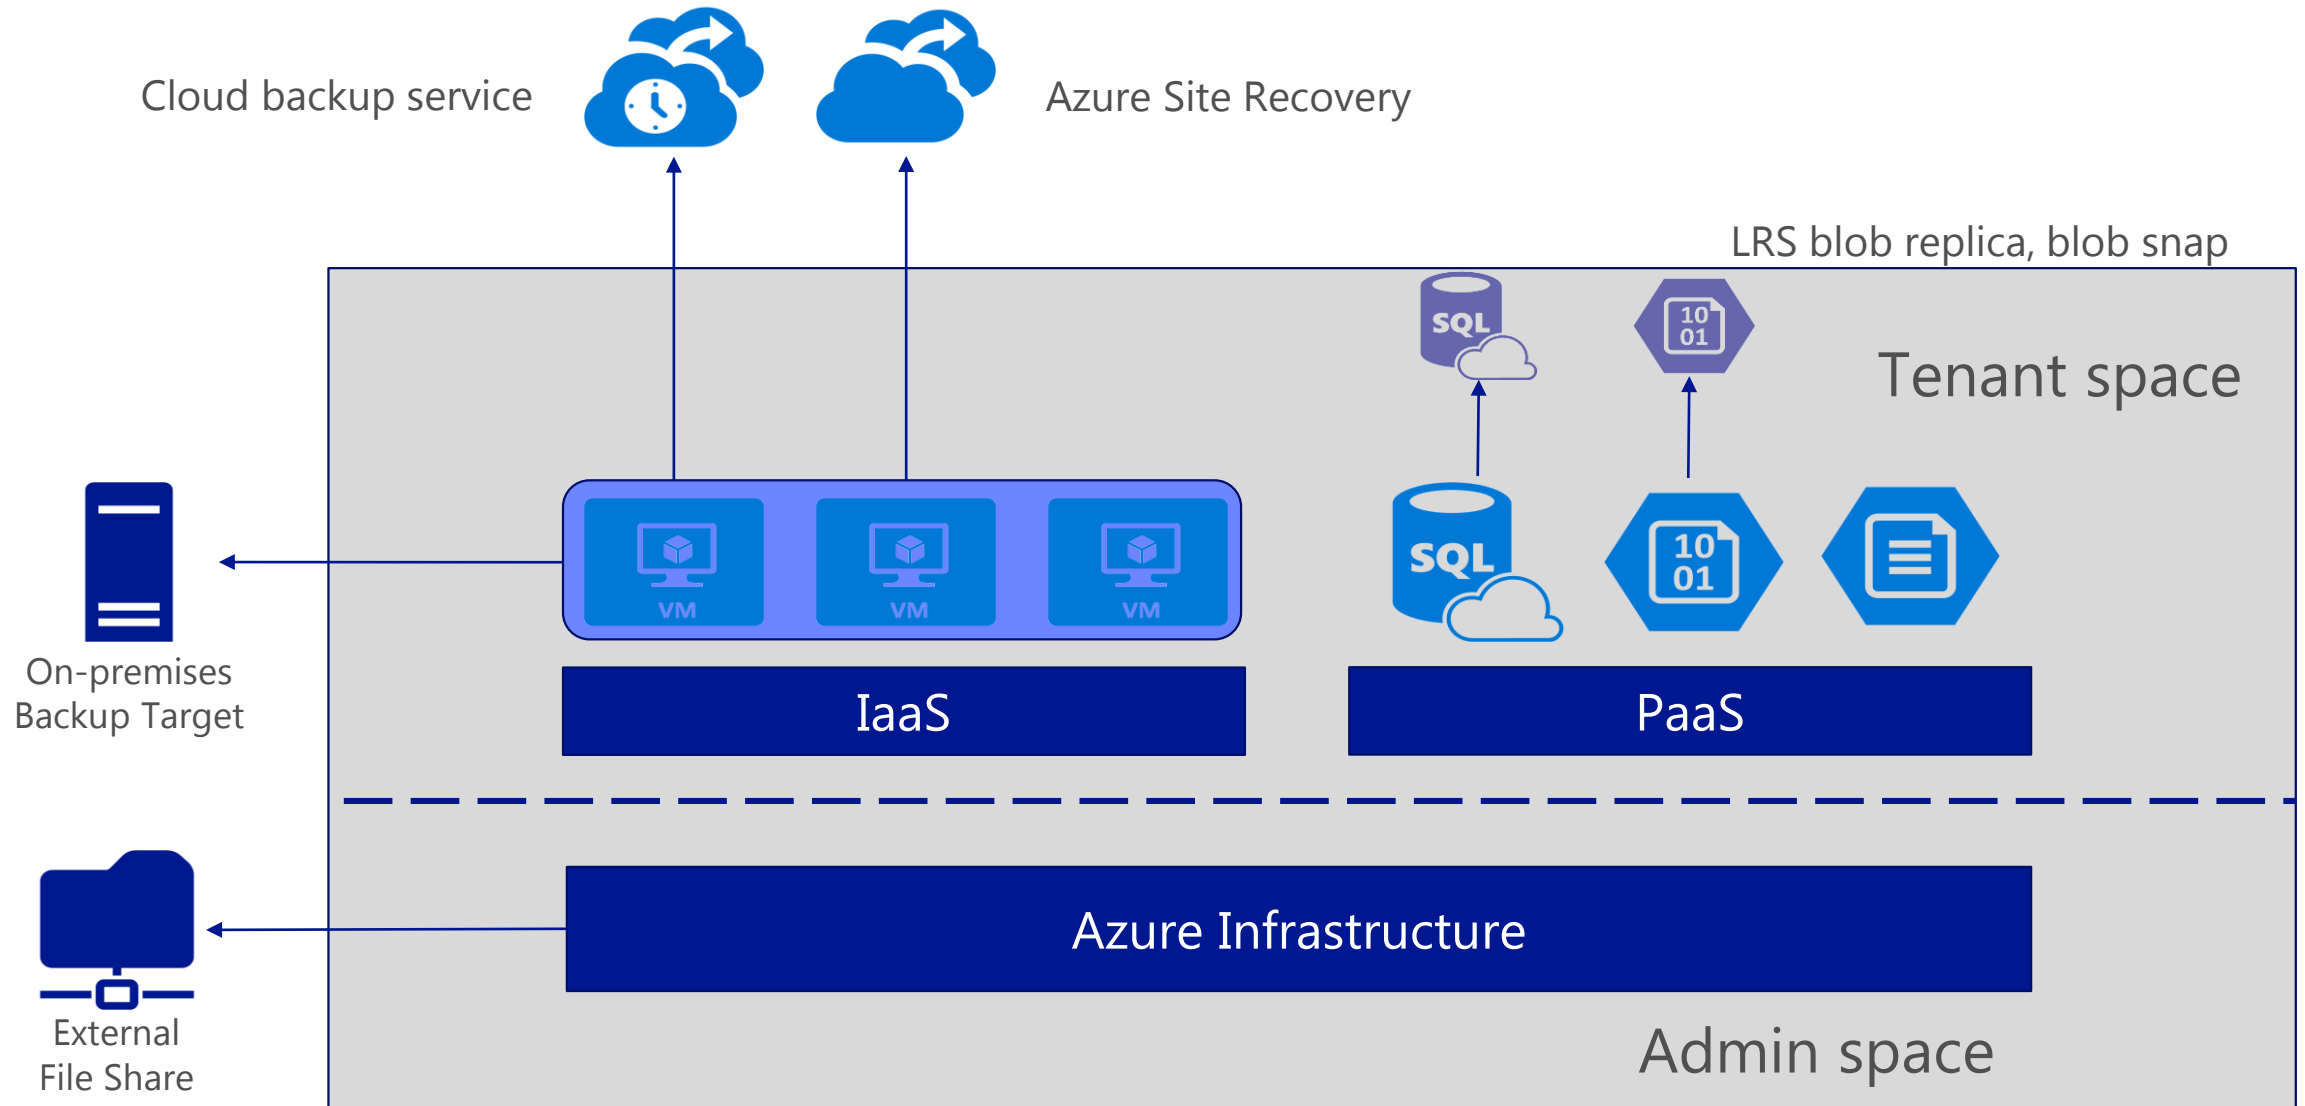 Cloud backup service
Azure Site Recovery
LRS blob replica, blob snap
SQL
10
01
Tenant space
VM
VM
VM
SQL
10
01
On-premises
Backup Target
IaaS
PaaS
Azure Infrastructure
External
File Share
Admin space